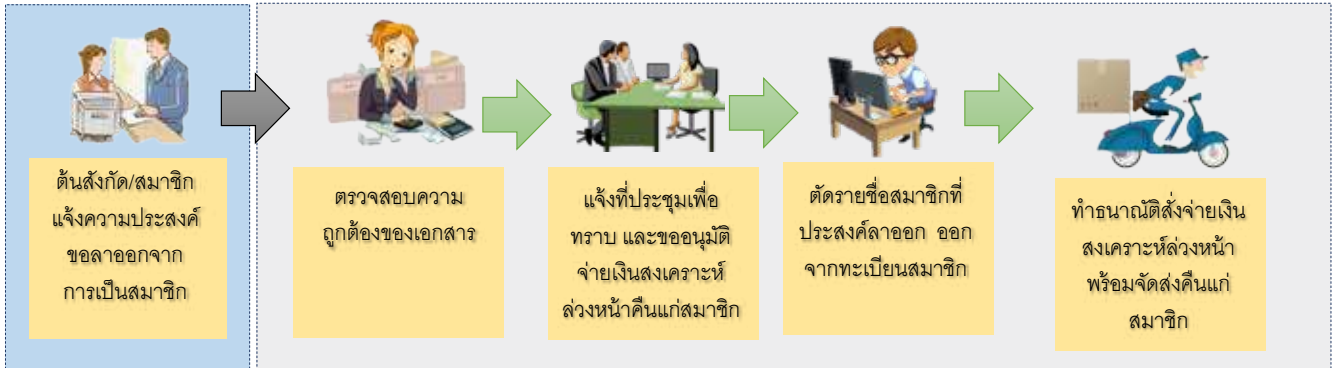 ต้นสังกัด/สมาชิก
แจ้งความประสงค์
ขอลาออกจาก
การเป็นสมาชิก
ตรวจสอบความ
ถูกต้องของเอกสาร
แจ้งที่ประชุมเพื่อ
ทราบ และขออนุมัติ
จ่ายเงินสงเคราะห์
ล่วงหน้าคืนแก่สมาชิก
ตัดรายชื่อสมาชิกที่
ประสงค์ลาออก ออก
จากทะเบียนสมาชิก
ทำธนาณัติสั่งจ่ายเงิน
สงเคราะห์ล่วงหน้า
พร้อมจัดส่งคืนแก่
สมาชิก